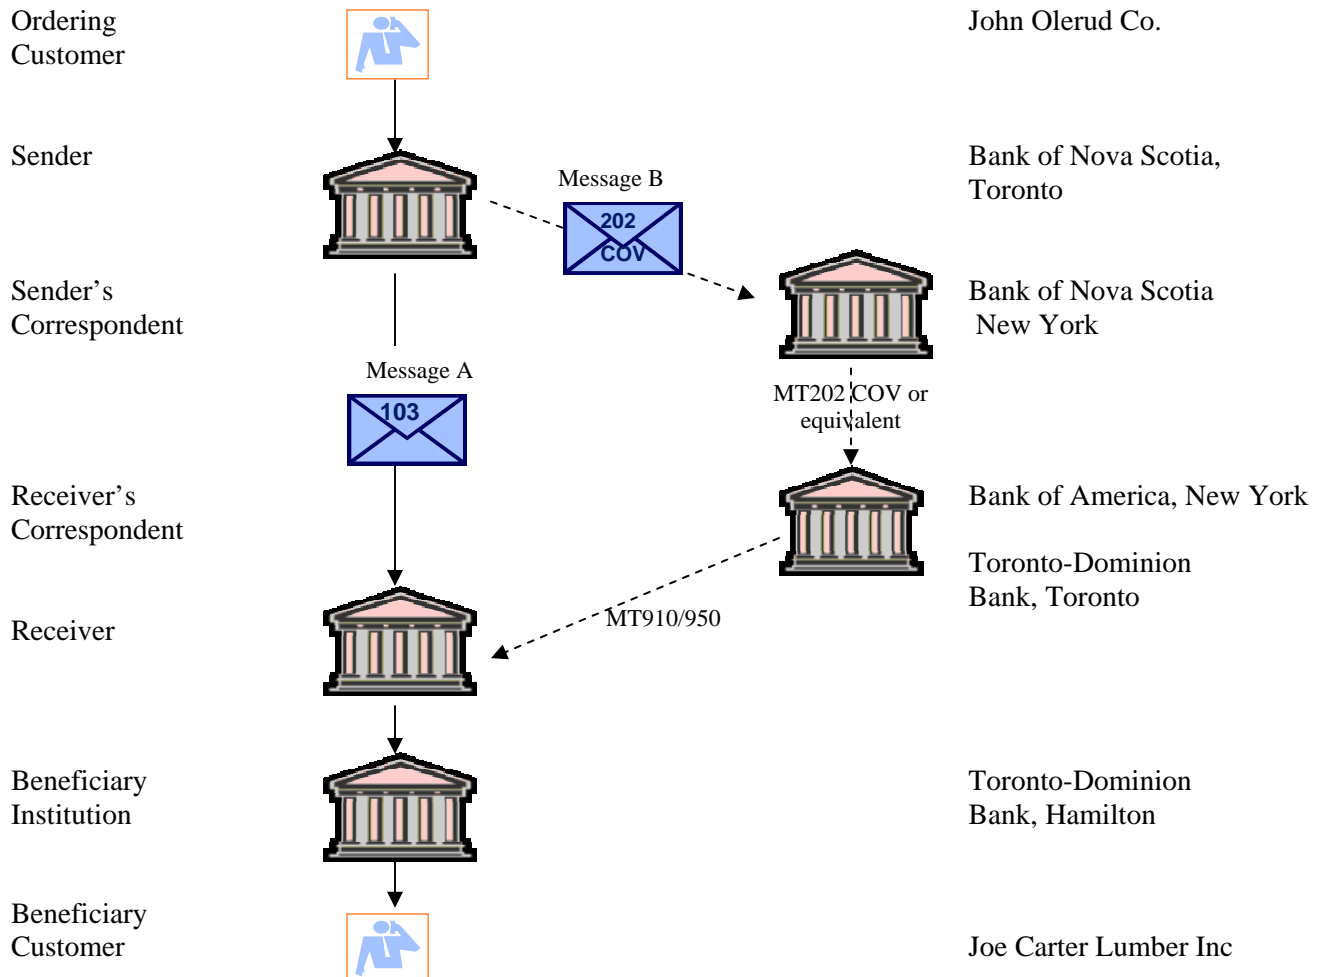 Ordering
Customer
John Olerud Co.
Sender
Bank of Nova Scotia,
Toronto
Message B
202
COV
Sender's
Correspondent
Bank of Nova Scotia
New York
Message A
103
MT202 COV or
equivalent
Receiver's
Correspondent
Bank of America, New York
Toronto-Dominion
Bank, Toronto
Receiver
MT910/950
Beneficiary
Institution
Toronto-Dominion
Bank, Hamilton
Beneficiary
Customer
Joe Carter Lumber Inc